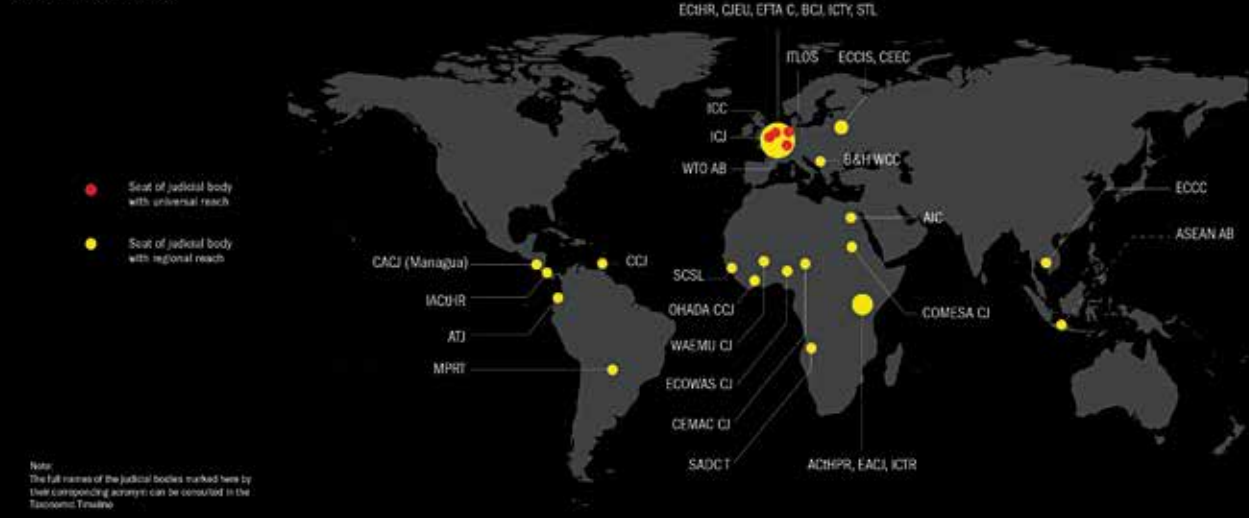 ECtHR, CJEU, EFTA C, BCJ, ICTY, STL
ITLOS
ECCIS, CEEC
ICC
ICJ
WTO AB
B&H WCC
ECCC
Seat of judicial body
with universal reach
AIC
ASEAN AB
Seat of judicial body
with regional reach
CACJ (Managua)
CCJ
SCSL
IACtHR
OHADA CCJ
COMESA CJ
ATJ
WAEMU CJ
MPRT
ECOWAS CJ
CEMAC CJ
SADC T
ACtHPR, EACJ, ICTR
Note:
The full names of the judicial bodies marked here by
their corresponding acronym can be consulted in the
Taxonomic Timeline